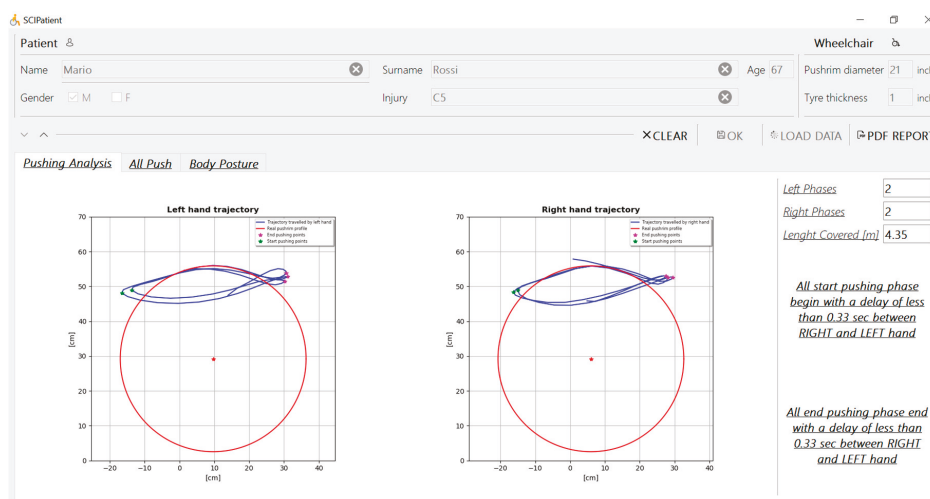 SCIPatient
Patient
Wheelchair
Name Mario Surname Rossi Age 67 Pushrim diameter 21 incl
Gender M F Injury C5 Tyre thickness 1 incl
CLEAR OK LOAD DATA PDF REPORT
Pushing Analysis All Push Body Posture
Left Phases 2
Right Phases 2
Lenght Covered [m] 4.35
Left hand trajectory
Trajectory travelled by left hand
Real pushrim profile
End pushing points
Start pushing points
70
60
50
40
30
20
10
0
[cm]
−20 −10 0 10 20 30 40
[cm]
Right hand trajectory
Trajectory travelled by right hand
Real pushrim profile
End pushing points
Start pushing points
70
60
50
40
30
20
10
0
[cm]
−30 −20 −10 0 10 20 30 40
[cm]
All start pushing phase
begin with a delay of less
than 0.33 sec between
RIGHT and LEFT hand
All end pushing phase end
with a delay of less than
0.33 sec between RIGHT
and LEFT hand